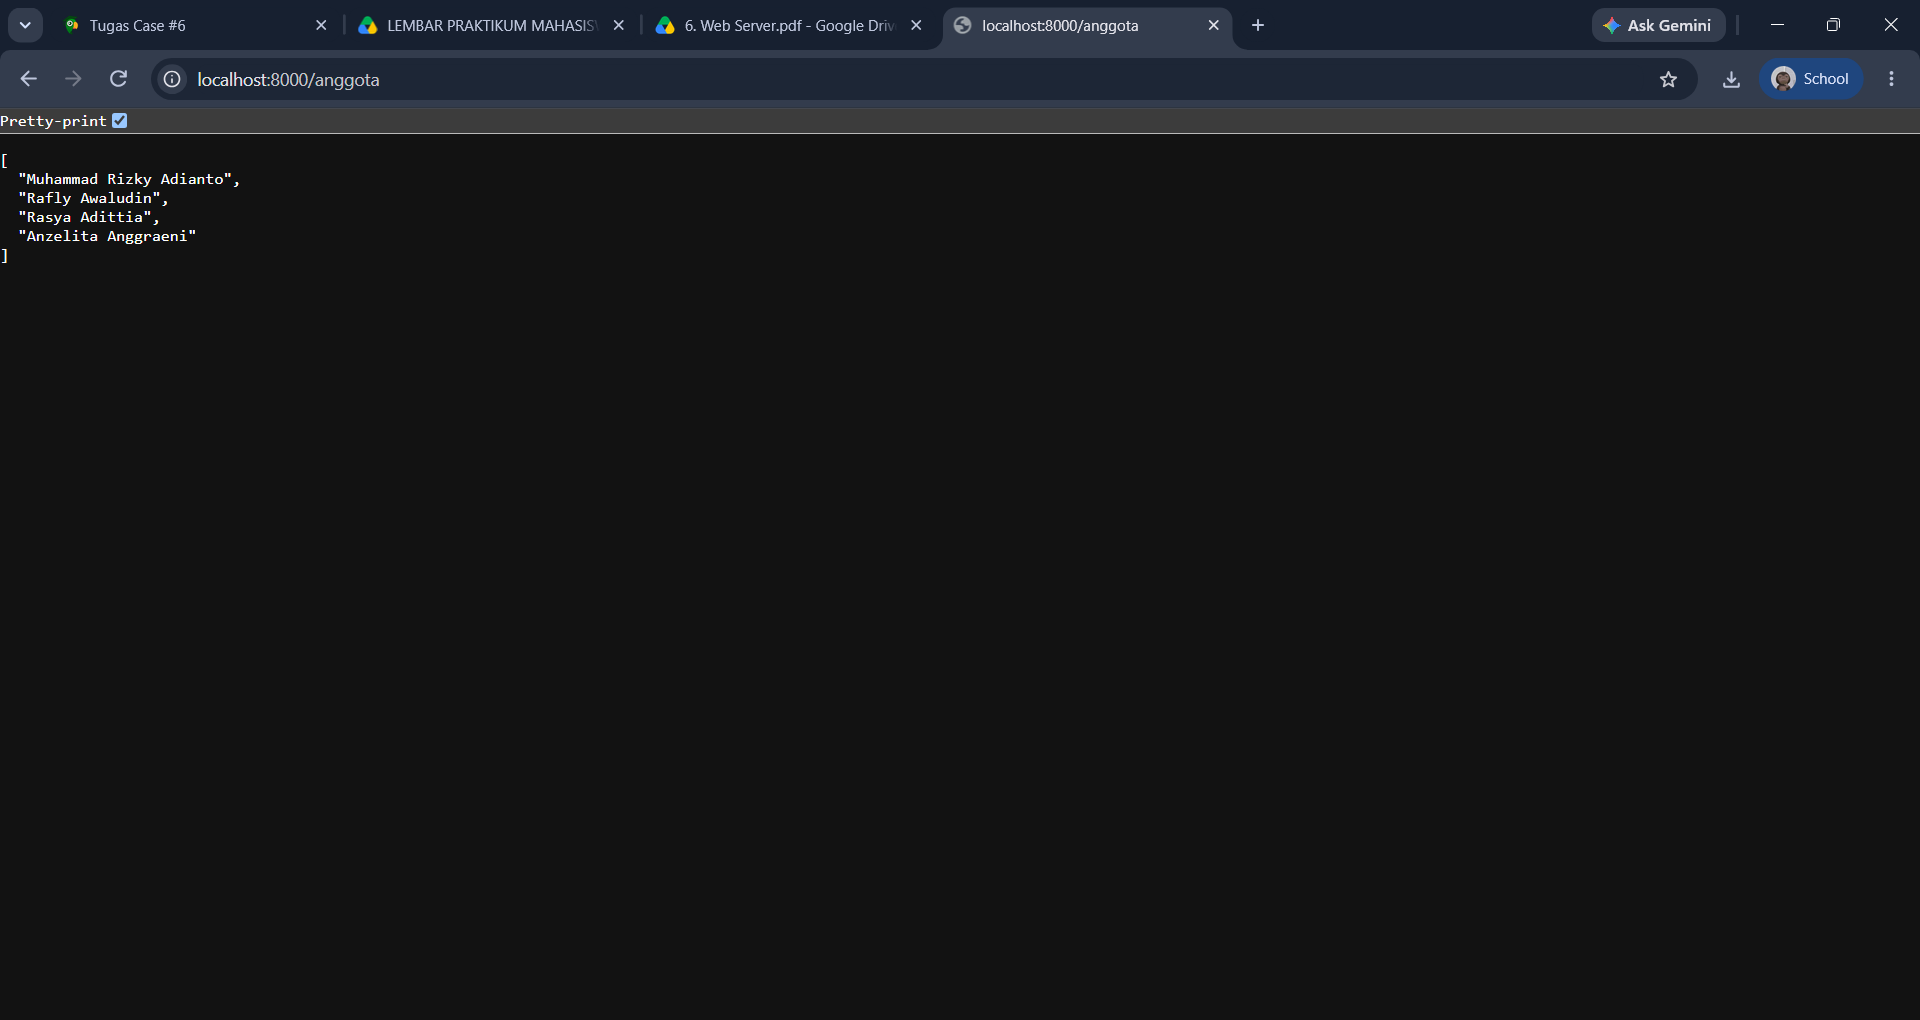 Tugas Case #6
LEMBAR PRAKTIKUM MAHASIS
6. Web Server.pdf - Google Driv
localhost:8000/anggota
Ask Gemini
localhost:8000/anggota
School
Pretty-print
[
"Muhammad Rizky Adianto",
"Rafly Awaludin",
"Rasya Adittia",
"Anzelita Anggraeni"
]